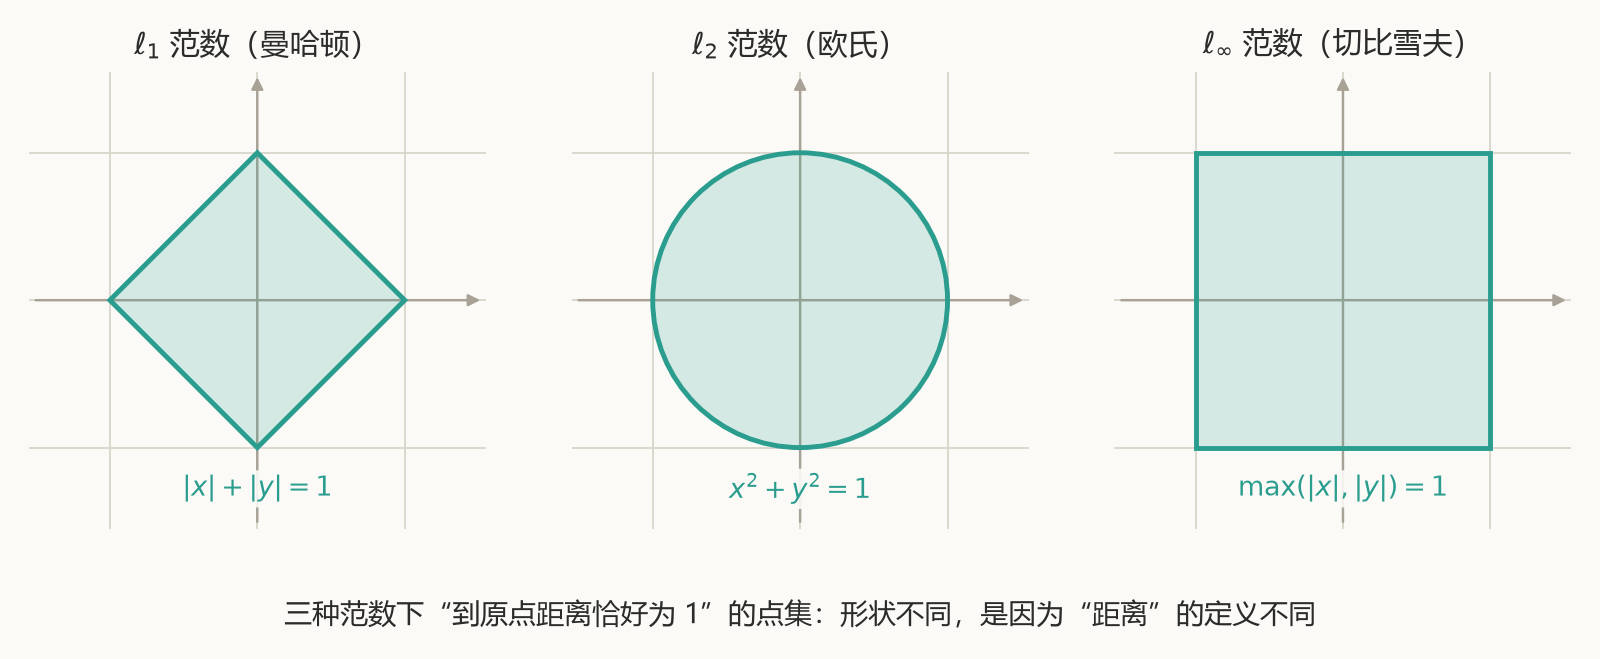 ℓ₁ 范数（曼哈顿）
ℓ₂ 范数（欧氏）
ℓ∞ 范数（切比雪夫）
|x| + |y| = 1
x² + y² = 1
max(|x|, |y|) = 1
三种范数下“到原点距离恰好为 1”的点集：形状不同，是因为“距离”的定义不同